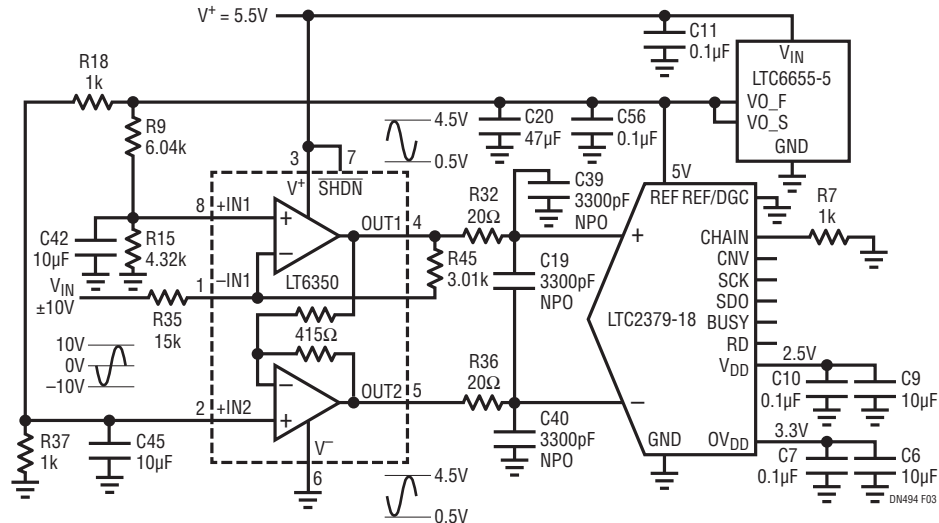 V+ = 5.5V
C11
0.1µF
VIN
LTC6655-5
VO_F
VO_S
GND
R18
1k
R9
6.04k
4.5V
0.5V
C20
47µF
C56
0.1µF
3
7
V+
SHDN
5V
C39
3300pF
NPO
REF
REF/DGC
R7
1k
8
+IN1
OUT1
4
R32
20Ω
CHAIN
CNV
SCK
SDO
BUSY
RD
VDD
C42
10µF
R15
4.32k
R45
3.01k
C19
3300pF
NPO
VIN
±10V
1
–IN1
LT6350
LTC2379-18
R35
15k
415Ω
2.5V
10V
0V
–10V
R36
20Ω
C10
0.1µF
C9
10µF
2
+IN2
OUT2
5
C40
3300pF
NPO
GND
OVDD
3.3V
R37
1k
C45
10µF
V–
6
4.5V
0.5V
C7
0.1µF
C6
10µF
DN494 F03
+
–
–
+
+
–